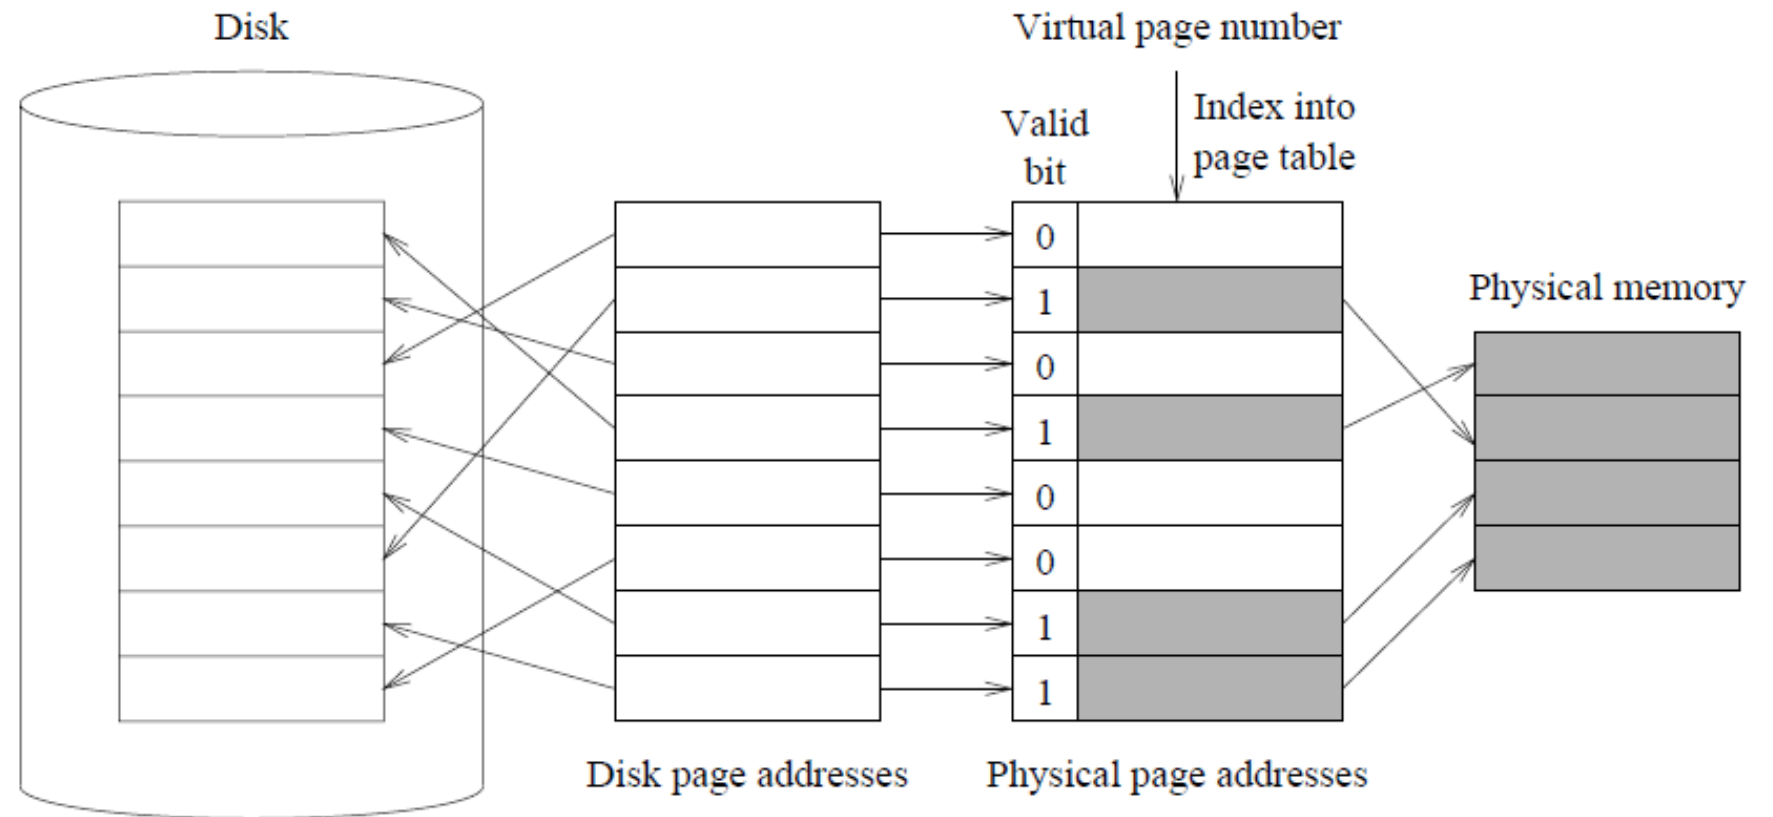 Disk
Virtual page number
Index into
page table
Valid
bit
0
1
0
1
0
0
1
1
Physical memory
Disk page addresses
Physical page addresses